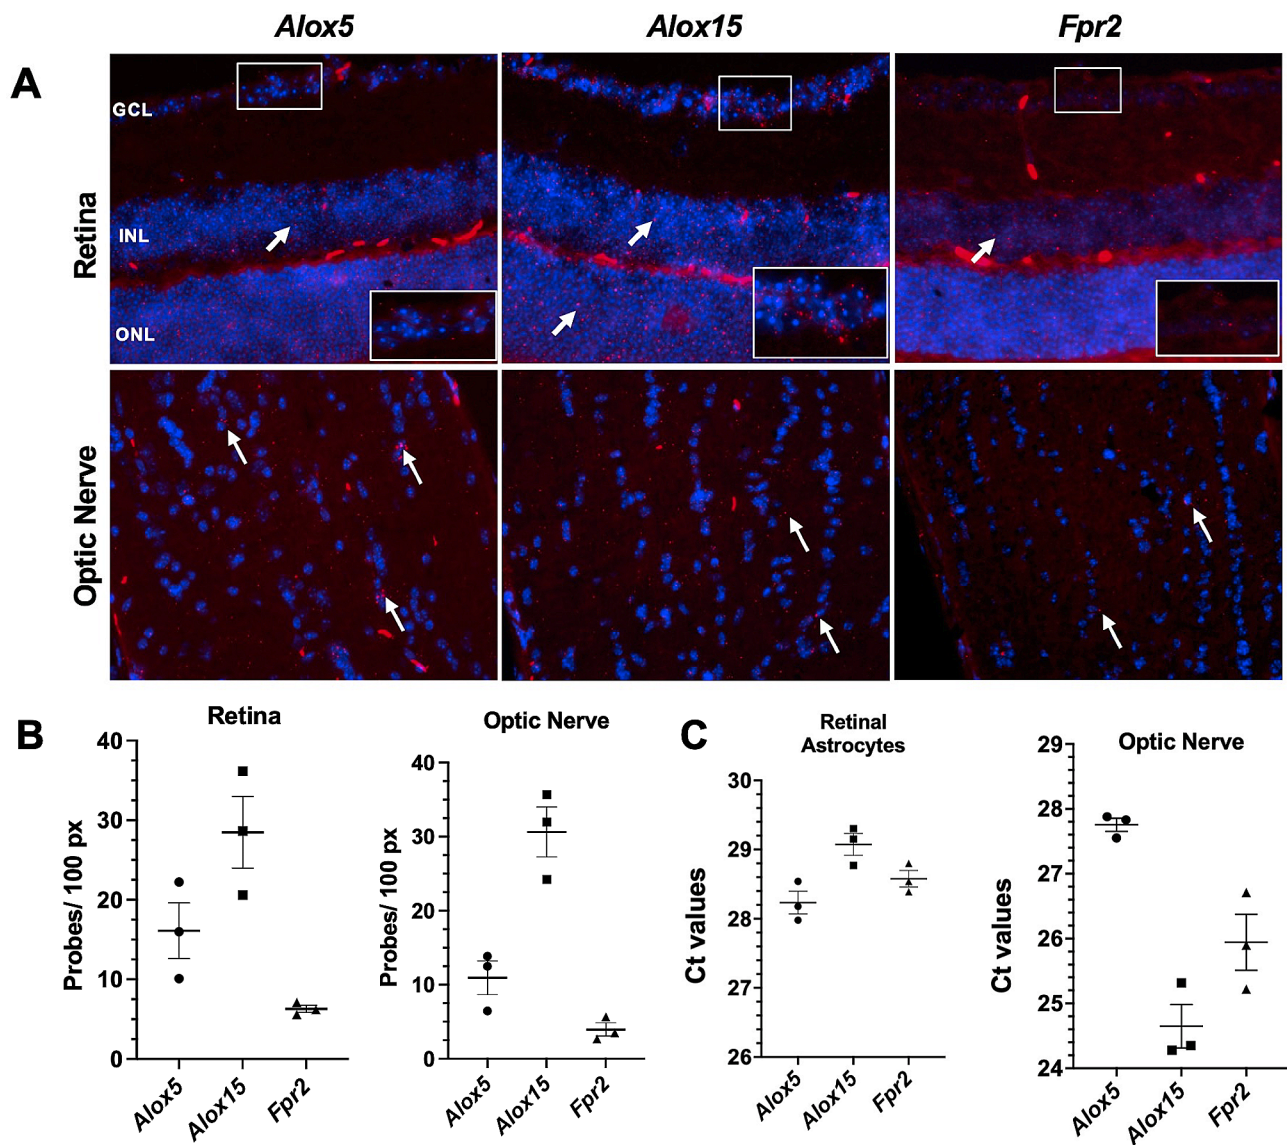 Alox5 Alox15 Fpr2
A
Retina
GCL
INL
ONL
Optic Nerve
B
Retina
Probes/ 100 px
40
30
20
10
0
Alox5 Alox15 Fpr2
Optic Nerve
Probes/ 100 px
40
30
20
10
0
Alox5 Alox15 Fpr2
C
Retinal
Astrocytes
Ct values
30
29
28
27
26
Alox5 Alox15 Fpr2
Optic Nerve
Ct values
29
28
27
26
25
24
Alox5 Alox15 Fpr2